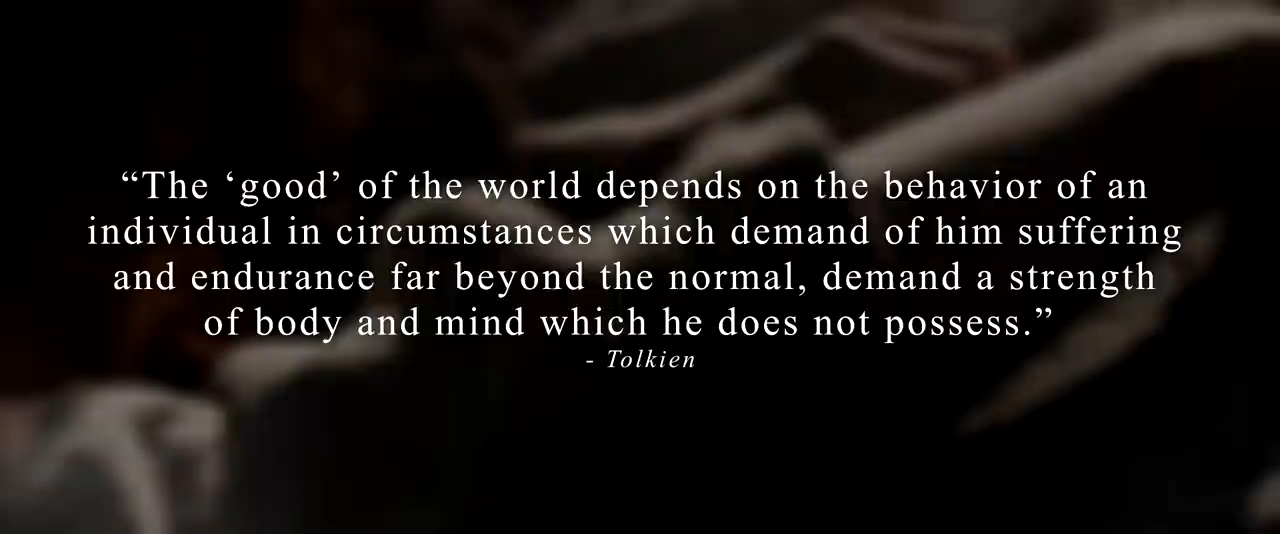 “The ‘good’ of the world depends on the behavior of an
individual in circumstances which demand of him suffering
and endurance far beyond the normal, demand a strength
of body and mind which he does not possess.”
- Tolkien